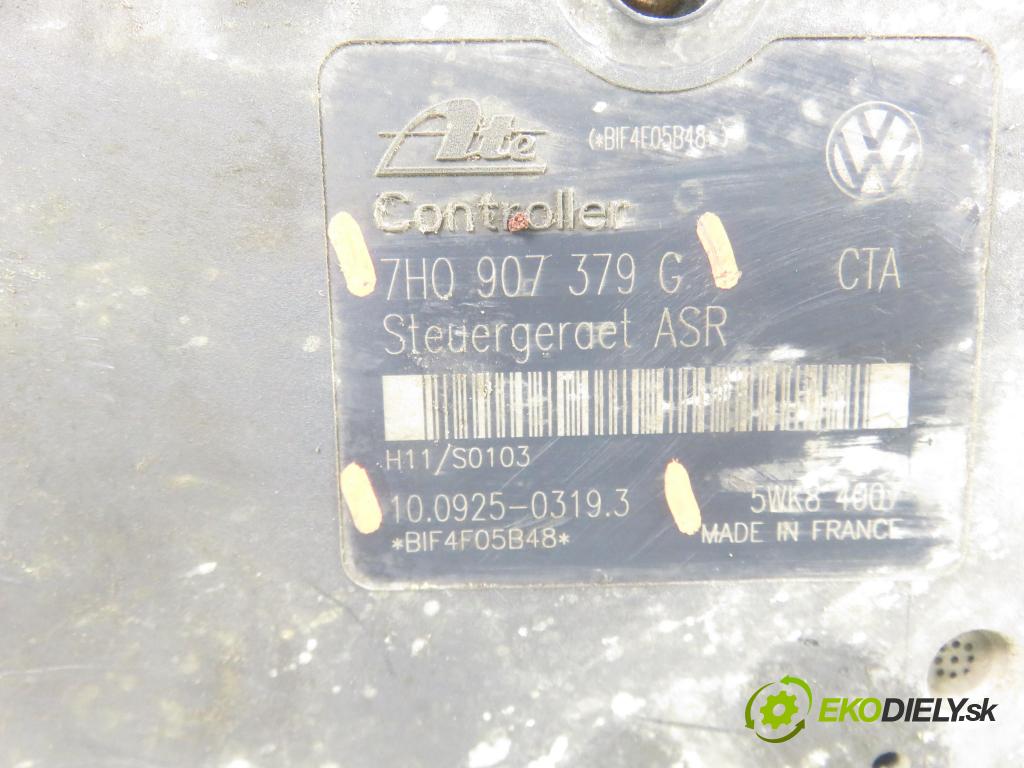 Ate (*BIF4F05B48*)
Controller
7H0 907 379 G CTA
Steuergeraet ASR
H11/S0103
10.0925-0319.3 5WK8 4007
*BIF4F05B48* MADE IN FRANCE
EKODIELY.sk